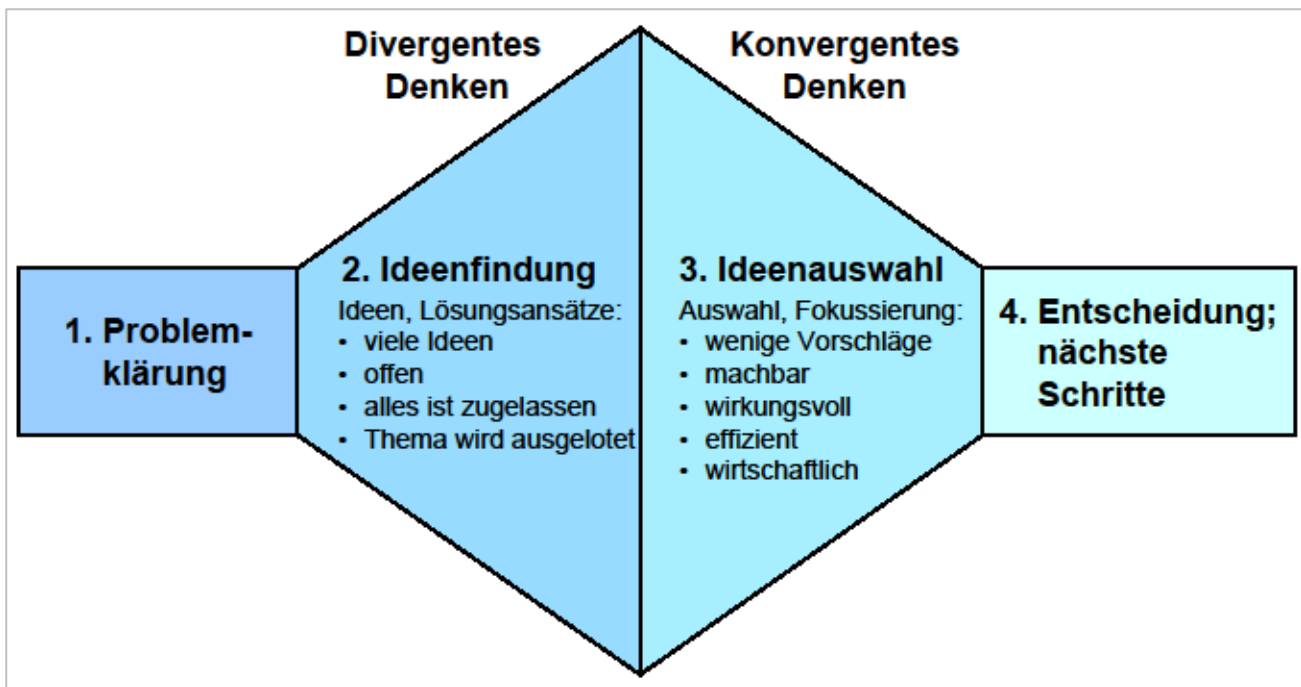 Divergentes
Denken
Konvergentes
Denken
1. Problem-
klärung
2. Ideenfindung
Ideen, Lösungsansätze:
• viele Ideen
• offen
• alles ist zugelassen
• Thema wird ausgelotet
3. Ideenauswahl
Auswahl, Fokussierung:
• wenige Vorschläge
• machbar
• wirkungsvoll
• effizient
• wirtschaftlich
4. Entscheidung;
nächste
Schritte